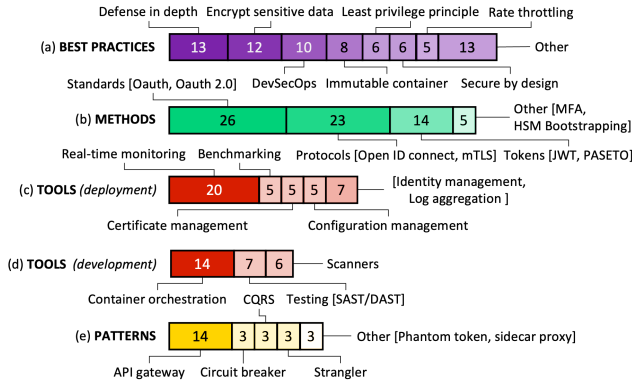 Defense in depth Encrypt sensitive data Least privilege principle Rate throttling
(a) BEST PRACTICES 13 12 10 8 6 6 5 13 Other
DevSecOps Immutable container Secure by design
Standards [Oauth, Oauth 2.0]
(b) METHODS 26 23 14 5 Other [MFA,
HSM Bootstrapping]
Protocols [Open ID connect, mTLS] Tokens [JWT, PASETO]
Real-time monitoring Benchmarking
(c) TOOLS (deployment) 20 5 5 5 7 [Identity management,
Log aggregation ]
Certificate management Configuration management
(d) TOOLS (development) 14 7 6 Scanners
Container orchestration CQRS Testing [SAST/DAST]
(e) PATTERNS 14 3 3 3 3 Other [Phantom token, sidecar proxy]
API gateway Circuit breaker Strangler